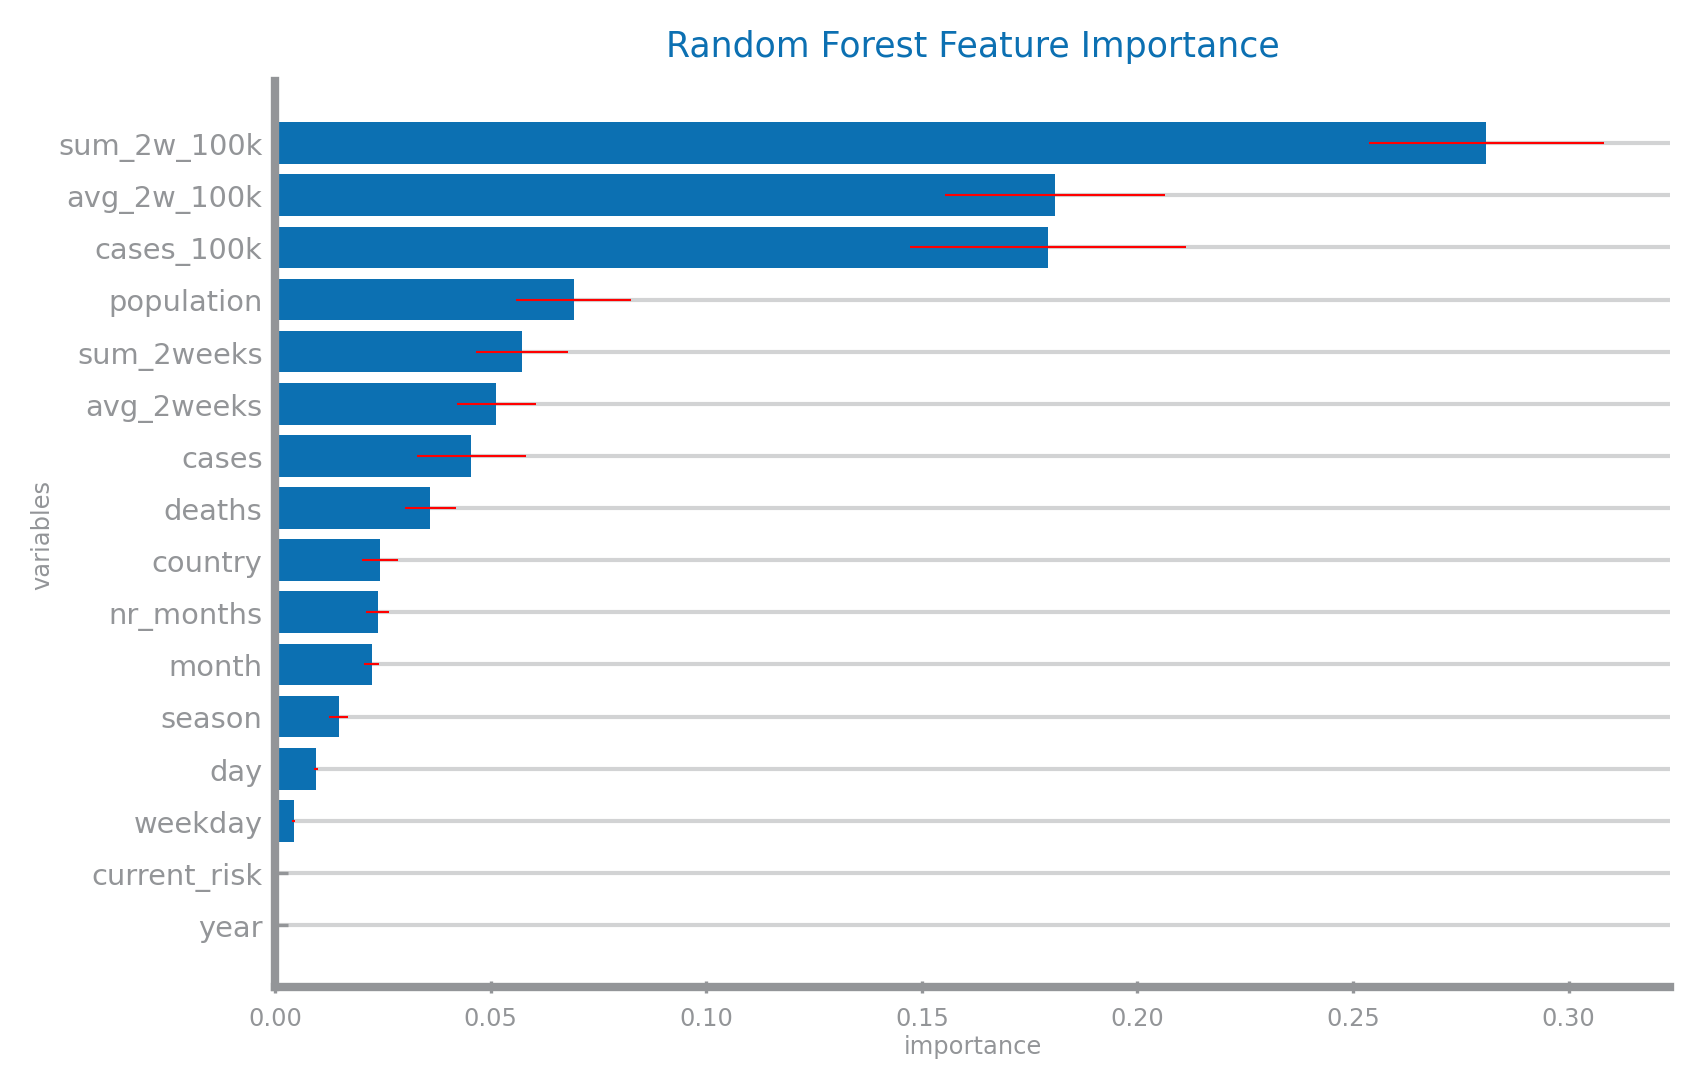 Random Forest Feature Importance
sum_2w_100k
avg_2w_100k
cases_100k
population
sum_2weeks
avg_2weeks
cases
deaths
country
nr_months
month
season
day
weekday
current_risk
year
variables
0.00 0.05 0.10 0.15 0.20 0.25 0.30
importance